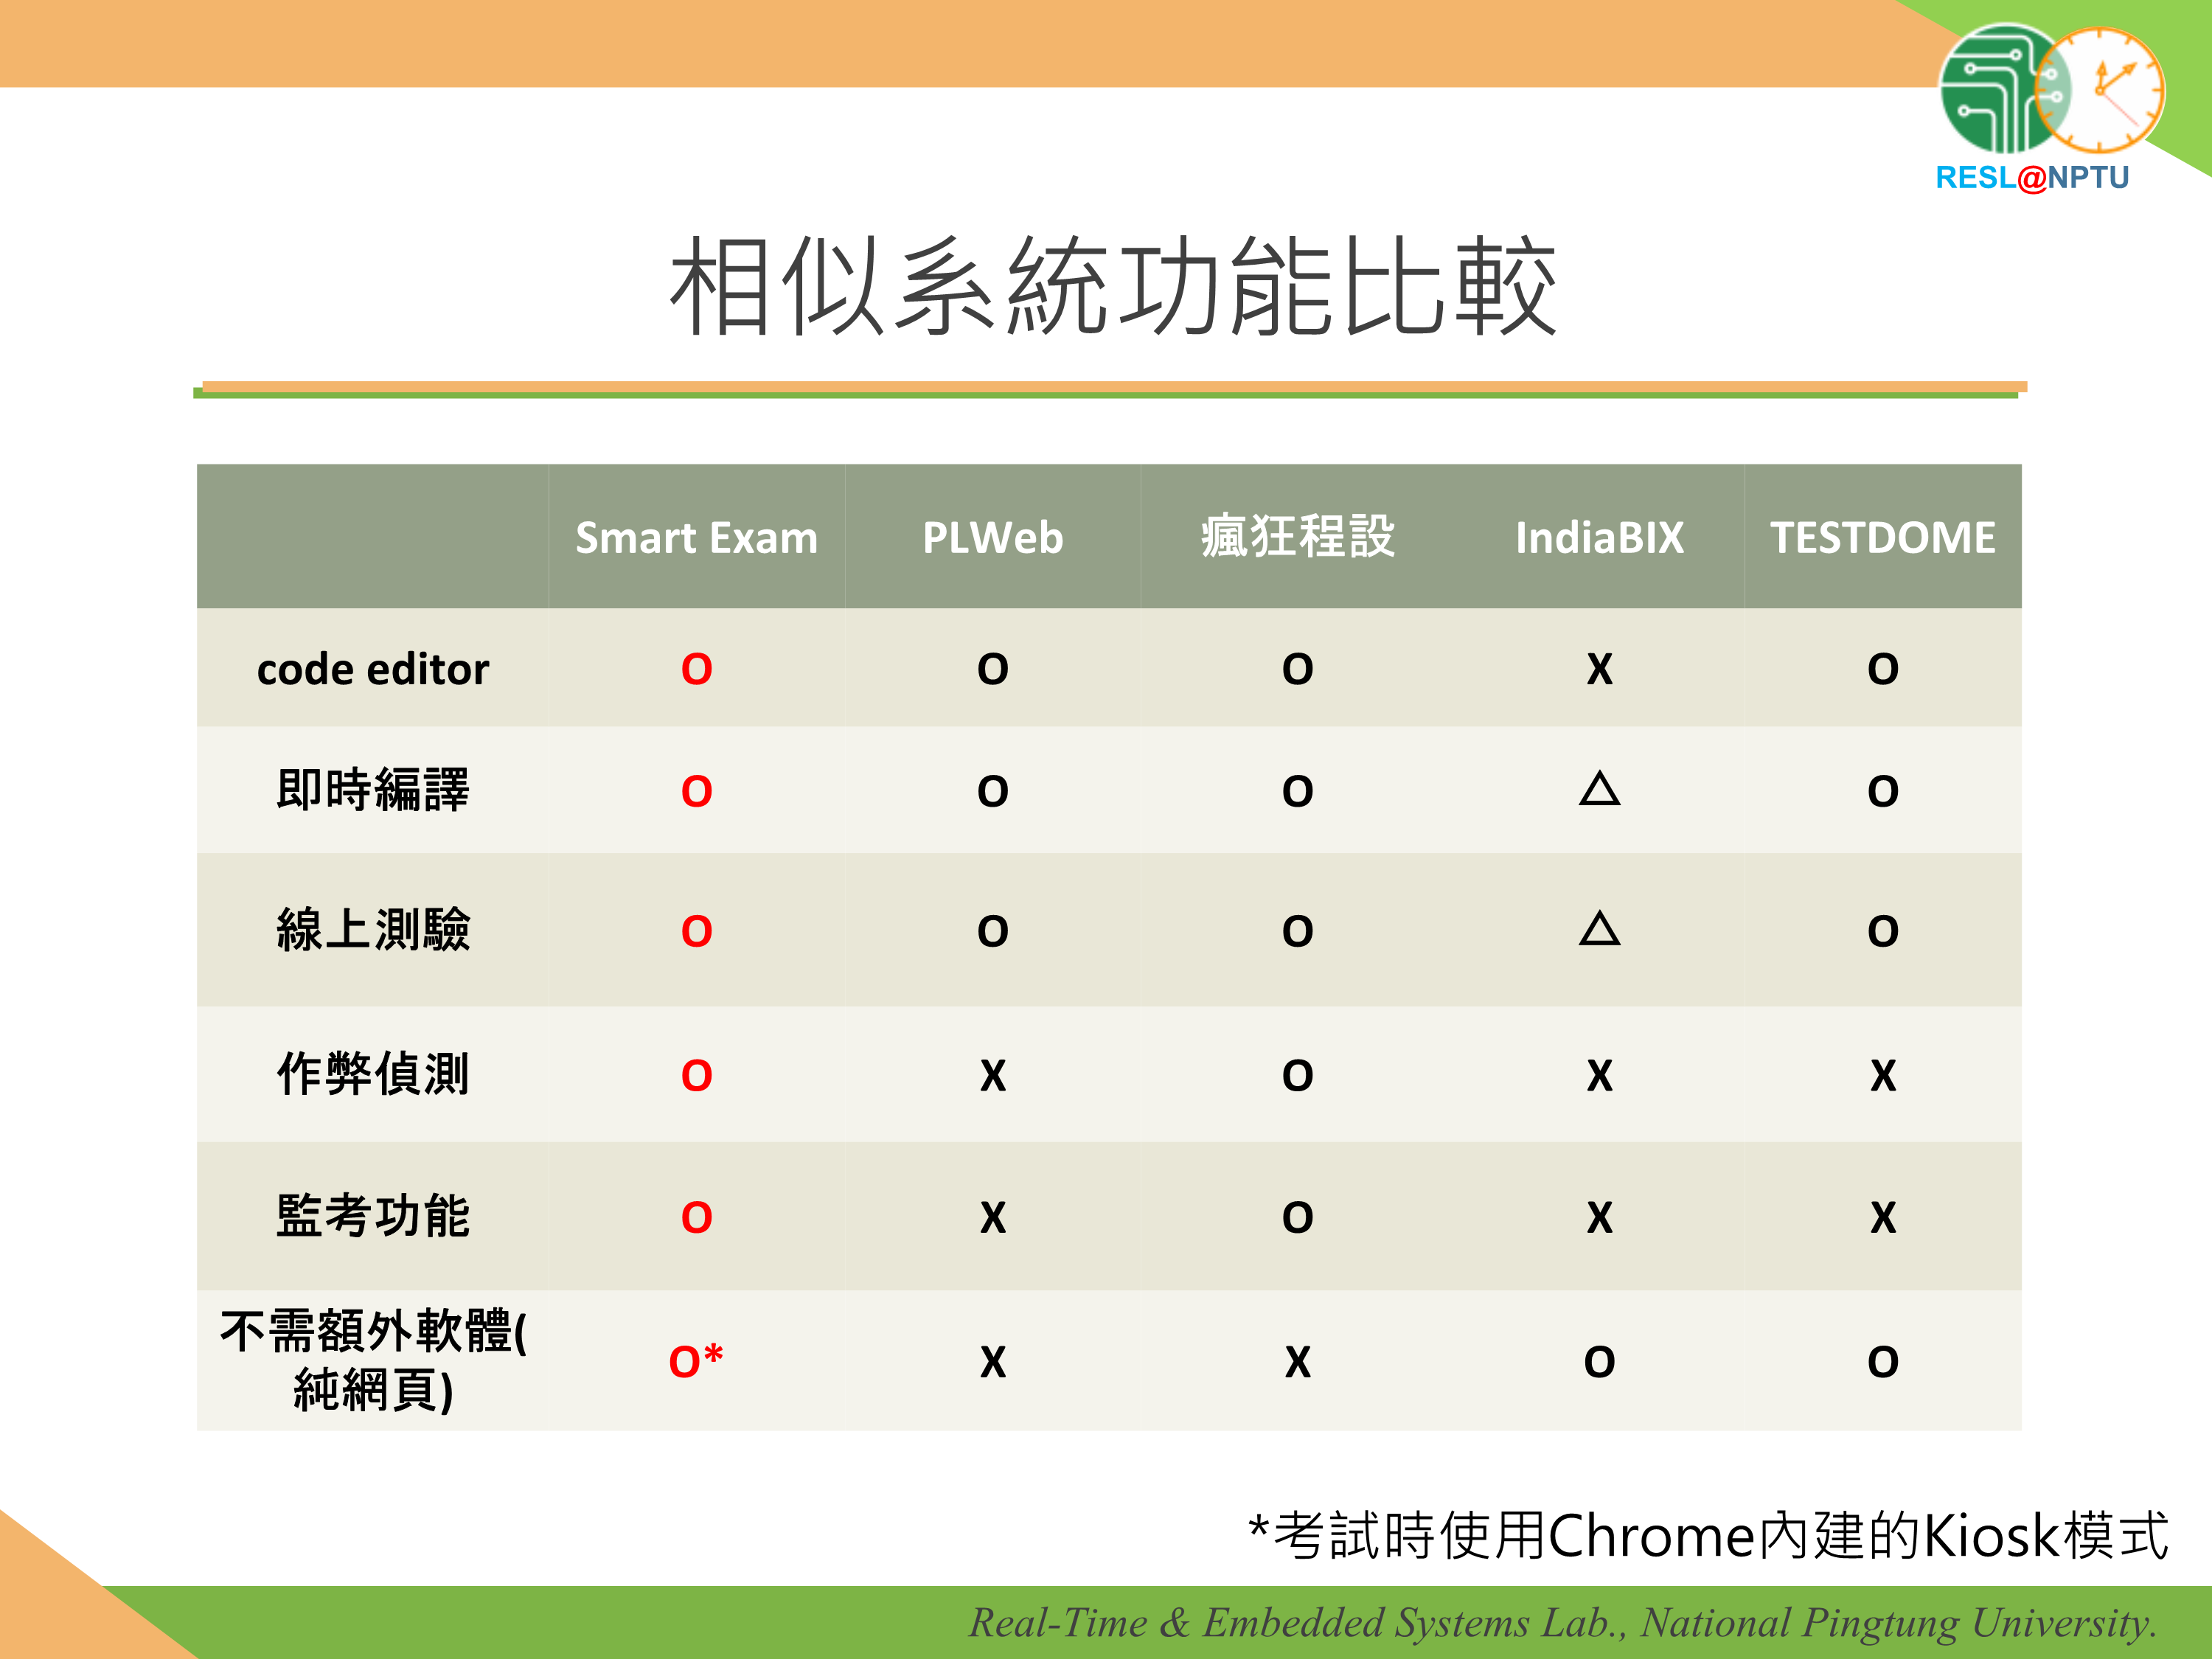 RESL@NPTU
相似系統功能比較
Smart Exam PLWeb 瘋狂程設 IndiaBIX TESTDOME
code editor O O O X O
即時編譯 O O O △ O
線上測驗 O O O △ O
作弊偵測 O X O X X
監考功能 O X O X X
不需額外軟體(
純網頁) O* X X O O
*考試時使用Chrome內建的Kiosk模式
Real-Time & Embedded Systems Lab., National Pingtung University.